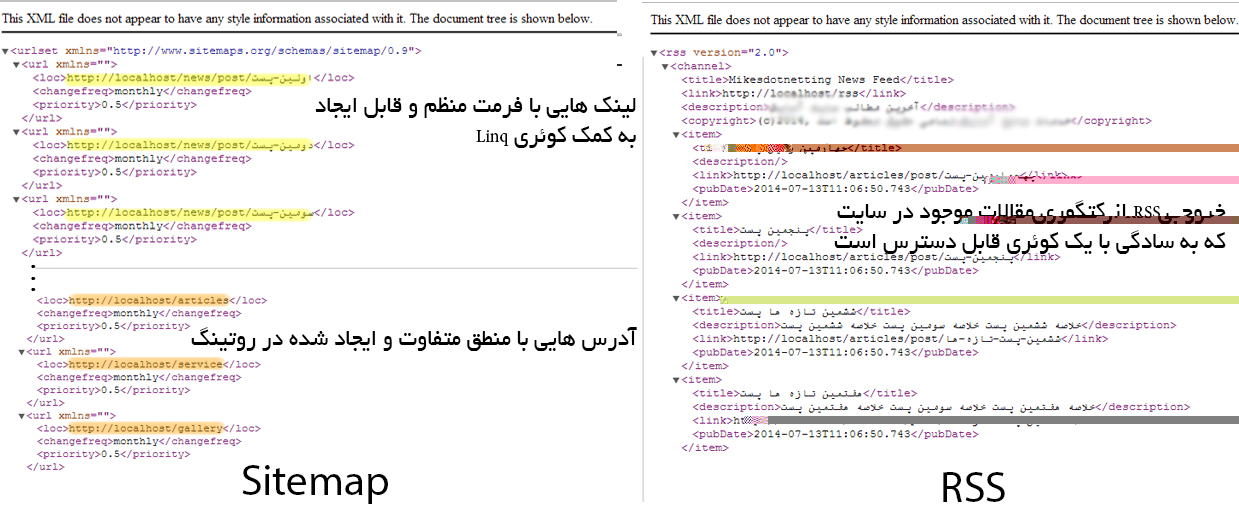 This XML file does not appear to have any style information associated with it. The document tree is shown below.
▼<urlset xmlns="http://www.sitemaps.org/schemas/sitemap/0.9">
▼<url xmlns="">
<loc>http://localhost/news/post/اولین-پست</loc>
<changefreq>monthly</changefreq>
<priority>0.5</priority>
</url>
▼<url xmlns="">
<loc>http://localhost/news/post/دومین-پست</loc>
<changefreq>monthly</changefreq>
<priority>0.5</priority>
</url>
▼<url xmlns="">
<loc>http://localhost/news/post/سومین-پست</loc>
<changefreq>monthly</changefreq>
<priority>0.5</priority>
</url>
<loc>http://localhost/articles</loc>
<changefreq>monthly</changefreq>
<priority>0.5</priority>
</url>
▼<url xmlns="">
<loc>http://localhost/service</loc>
<changefreq>monthly</changefreq>
<priority>0.5</priority>
</url>
▼<url xmlns="">
<loc>http://localhost/gallery</loc>
<changefreq>monthly</changefreq>
<priority>0.5</priority>
</url>
لینک هایی با فرمت منظم و قابل ایجاد
به کمک کوئری Linq
آدرس هایی با منطق متفاوت و ایجاد شده در روتینگ
Sitemap
This XML file does not appear to have any style information associated with it. The document tree is shown below.
▼<rss version="2.0">
▼<channel>
<title>Mikesdotnetting News Feed</title>
<link>http://localhost/rss</link>
<description>آخرین مطالب</description>
<copyright>(c)2014,</copyright>
▼<item>
</title>
<description/>
<link>http://localhost/articles/post/
<pubDate>2014-07-13T11:06:50.743</pubDate>
</item>
▼<item>
<title>پنجمین پست</title>
<description/>
<link>http://localhost/articles/post/پنجمین-پست</link>
<pubDate>2014-07-13T11:06:50.743</pubDate>
</item>
▼<item>
<title>ششمین تازه ها پست</title>
<description>خلاصه ششمین پست خلاصه سومین پست خلاصه ششمین پست</description>
<link>http://localhost/articles/post/ششمین-پست-تازه-ها</link>
<pubDate>2014-07-13T11:06:50.743</pubDate>
</item>
▼<item>
<title>هفتمین تازه ها پست</title>
<description>خلاصه هفتمین پست خلاصه سومین پست خلاصه هفتمین پست</description>
<link>
<pubDate>2014-07-13T11:06:50.743</pubDate>
</item>
خروجی RSS از کتگوری مقالات موجود در سایت
که به سادگی با یک کوئری قابل دسترس است
RSS